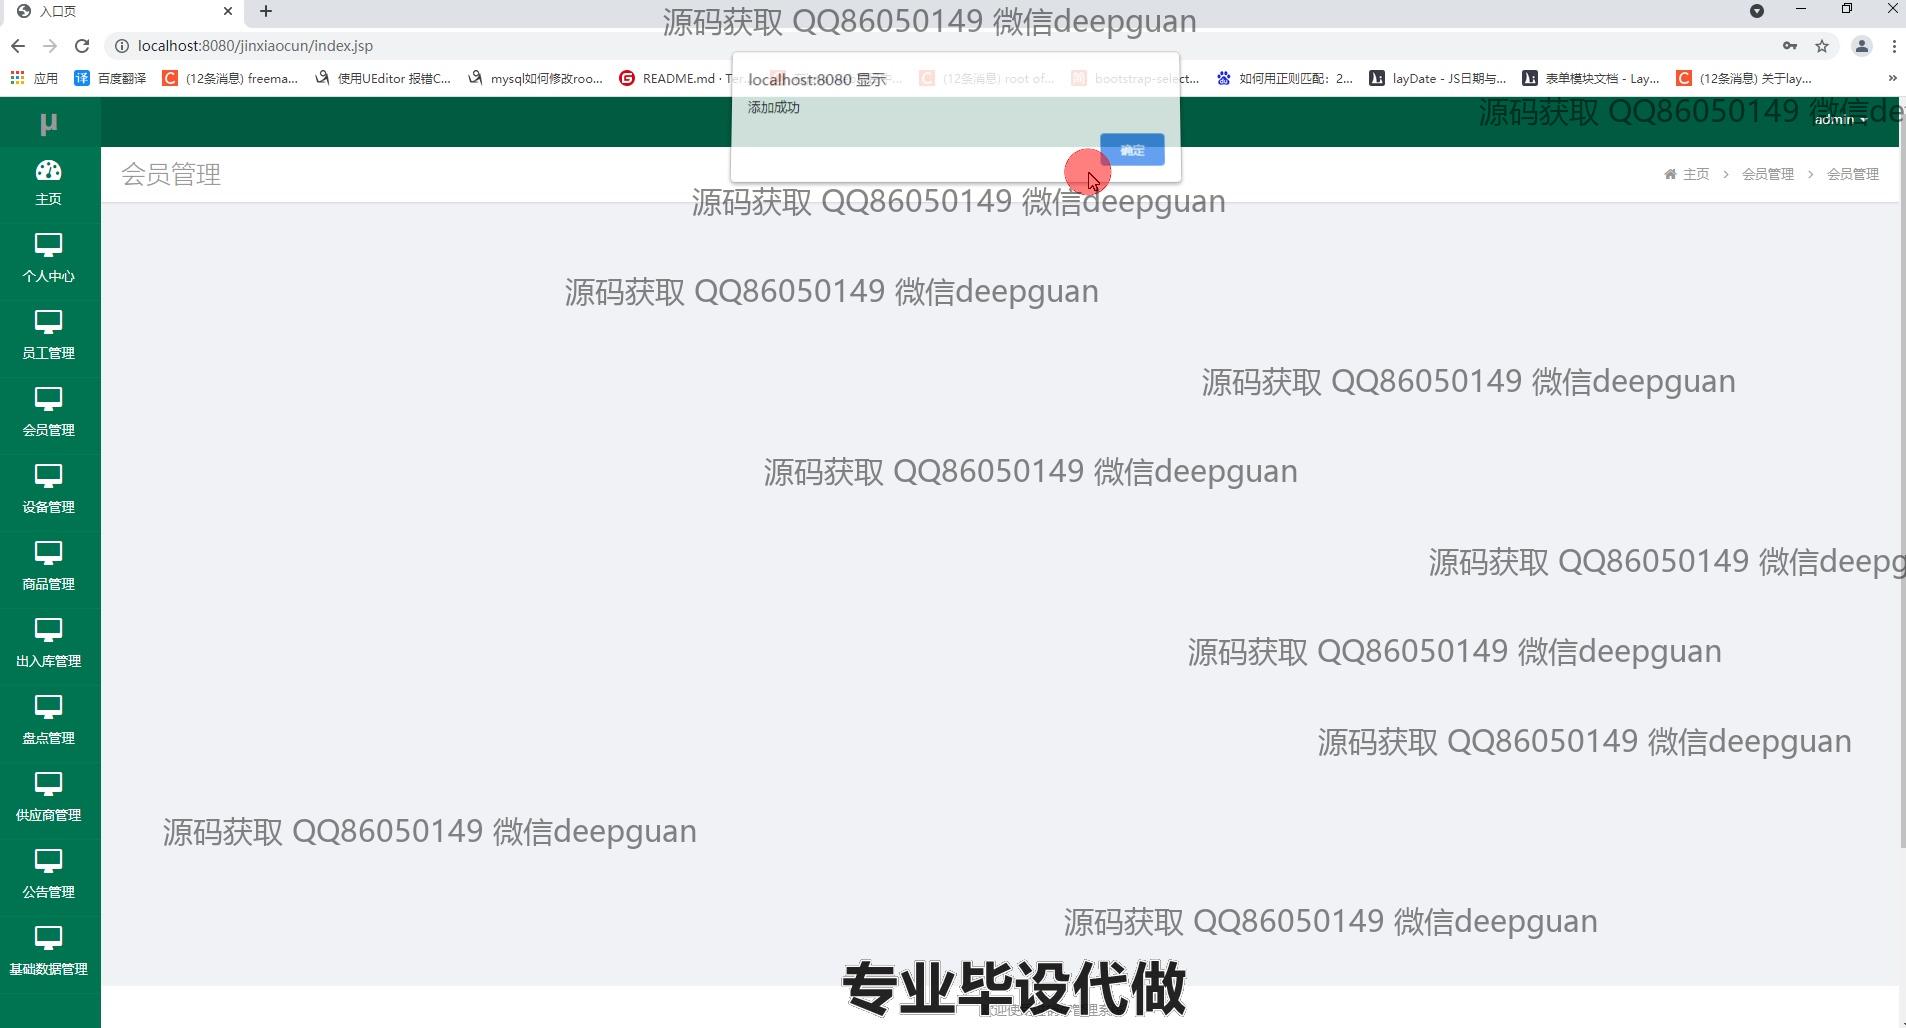 入口页
源码获取 QQ86050149 微信deepguan
localhost:8080/jinxiaocun/index.jsp
应用
百度翻译
(12条消息) freema...
使用UEditor 报错C...
mysql如何修改roo...
README.md · Ter...
(12条消息) root of...
bootstrap-select...
如何用正则匹配：2...
layDate - JS日期与...
表单模块文档 - Lay...
(12条消息) 关于lay...
localhost:8080 显示
添加成功
确定
μ
源码获取 QQ86050149 微信de
admin
会员管理
主页 > 会员管理 > 会员管理
主页
源码获取 QQ86050149 微信deepguan
个人中心
源码获取 QQ86050149 微信deepguan
员工管理
源码获取 QQ86050149 微信deepguan
会员管理
源码获取 QQ86050149 微信deepguan
设备管理
源码获取 QQ86050149 微信deepg
商品管理
源码获取 QQ86050149 微信deepguan
出入库管理
源码获取 QQ86050149 微信deepguan
盘点管理
供应商管理
源码获取 QQ86050149 微信deepguan
公告管理
源码获取 QQ86050149 微信deepguan
基础数据管理
专业毕设代做